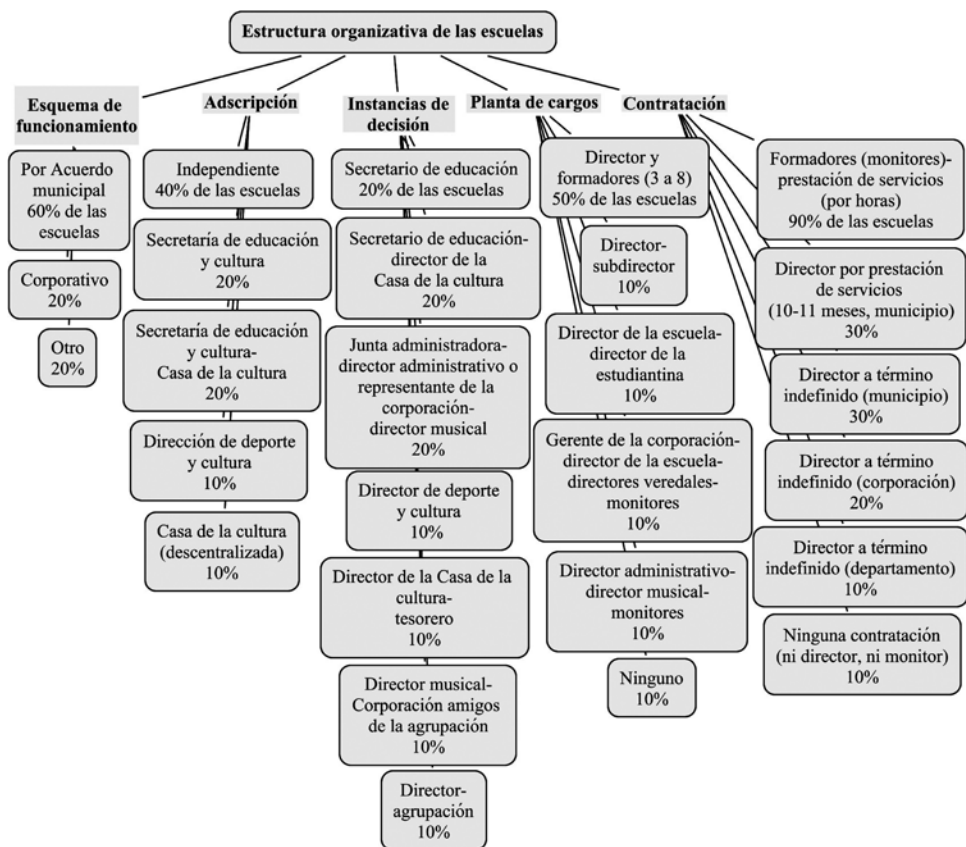 Estructura organizativa de las escuelas
Esquema de
funcionamiento
Por Acuerdo
municipal
60% de las
escuelas
Corporativo
20%
Otro
20%
Adscripción
Independiente
40% de las escuelas
Secretaría de educación
y cultura
20%
Secretaría de educación
y cultura-
Casa de la cultura
20%
Dirección de deporte
y cultura
10%
Casa de la cultura
(descentralizada)
10%
Instancias de
decisión
Secretario de educación
20% de las escuelas
Secretario de educación-
director de la
Casa de la cultura
20%
Junta administradora-
director administrativo o
representante de la
corporación-
director musical
20%
Director de deporte
y cultura
10%
Director de la Casa de la
cultura-
tesorero
10%
Director musical-
Corporación amigos
de la agrupación
10%
Director-
agrupación
10%
Planta de cargos
Director y
formadores (3 a 8)
50% de las escuelas
Director-
subdirector
10%
Director de la escuela-
director de la
estudiantina
10%
Gerente de la corporación-
director de la escuela-
directores veredales-
monitores
10%
Director administrativo-
director musical-
monitores
10%
Ninguno
10%
Contratación
Formadores (monitores)-
prestación de servicios
(por horas)
90% de las escuelas
Director por prestación
de servicios
(10-11 meses, municipio)
30%
Director a término
indefinido (municipio)
30%
Director a término
indefinido (corporación)
20%
Director a término
indefinido (departamento)
10%
Ninguna contratación
(ni director, ni monitor)
10%